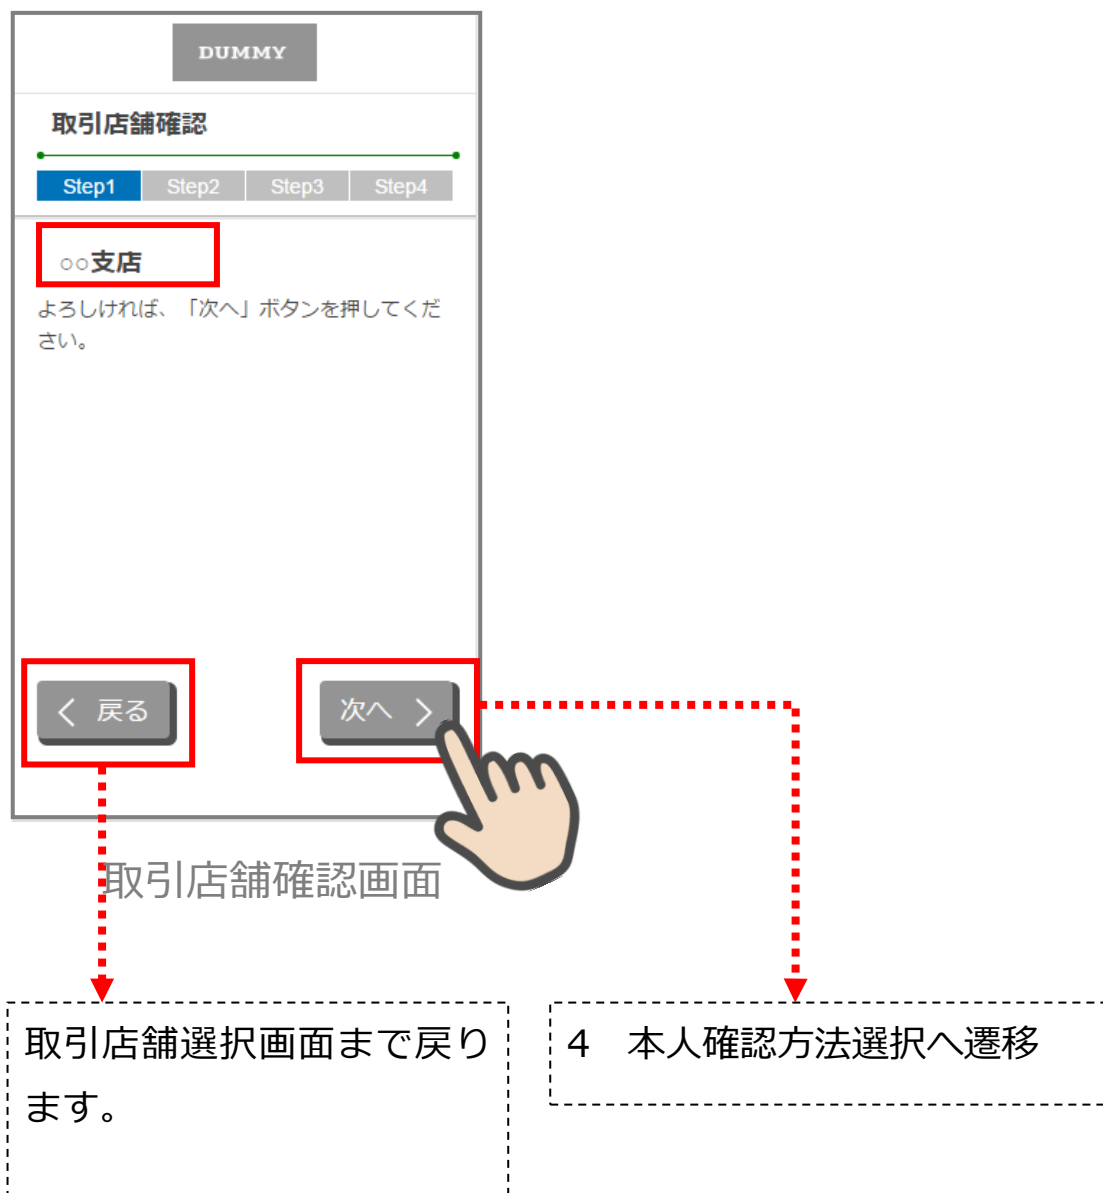 DUMMY
取引店舗確認
Step1 Step2 Step3 Step4
○○支店
よろしければ、「次へ」ボタンを押してくだ
さい。
戻る
次へ
取引店舗確認画面
取引店舗選択画面まで戻り
ます。
4　本人確認方法選択へ遷移